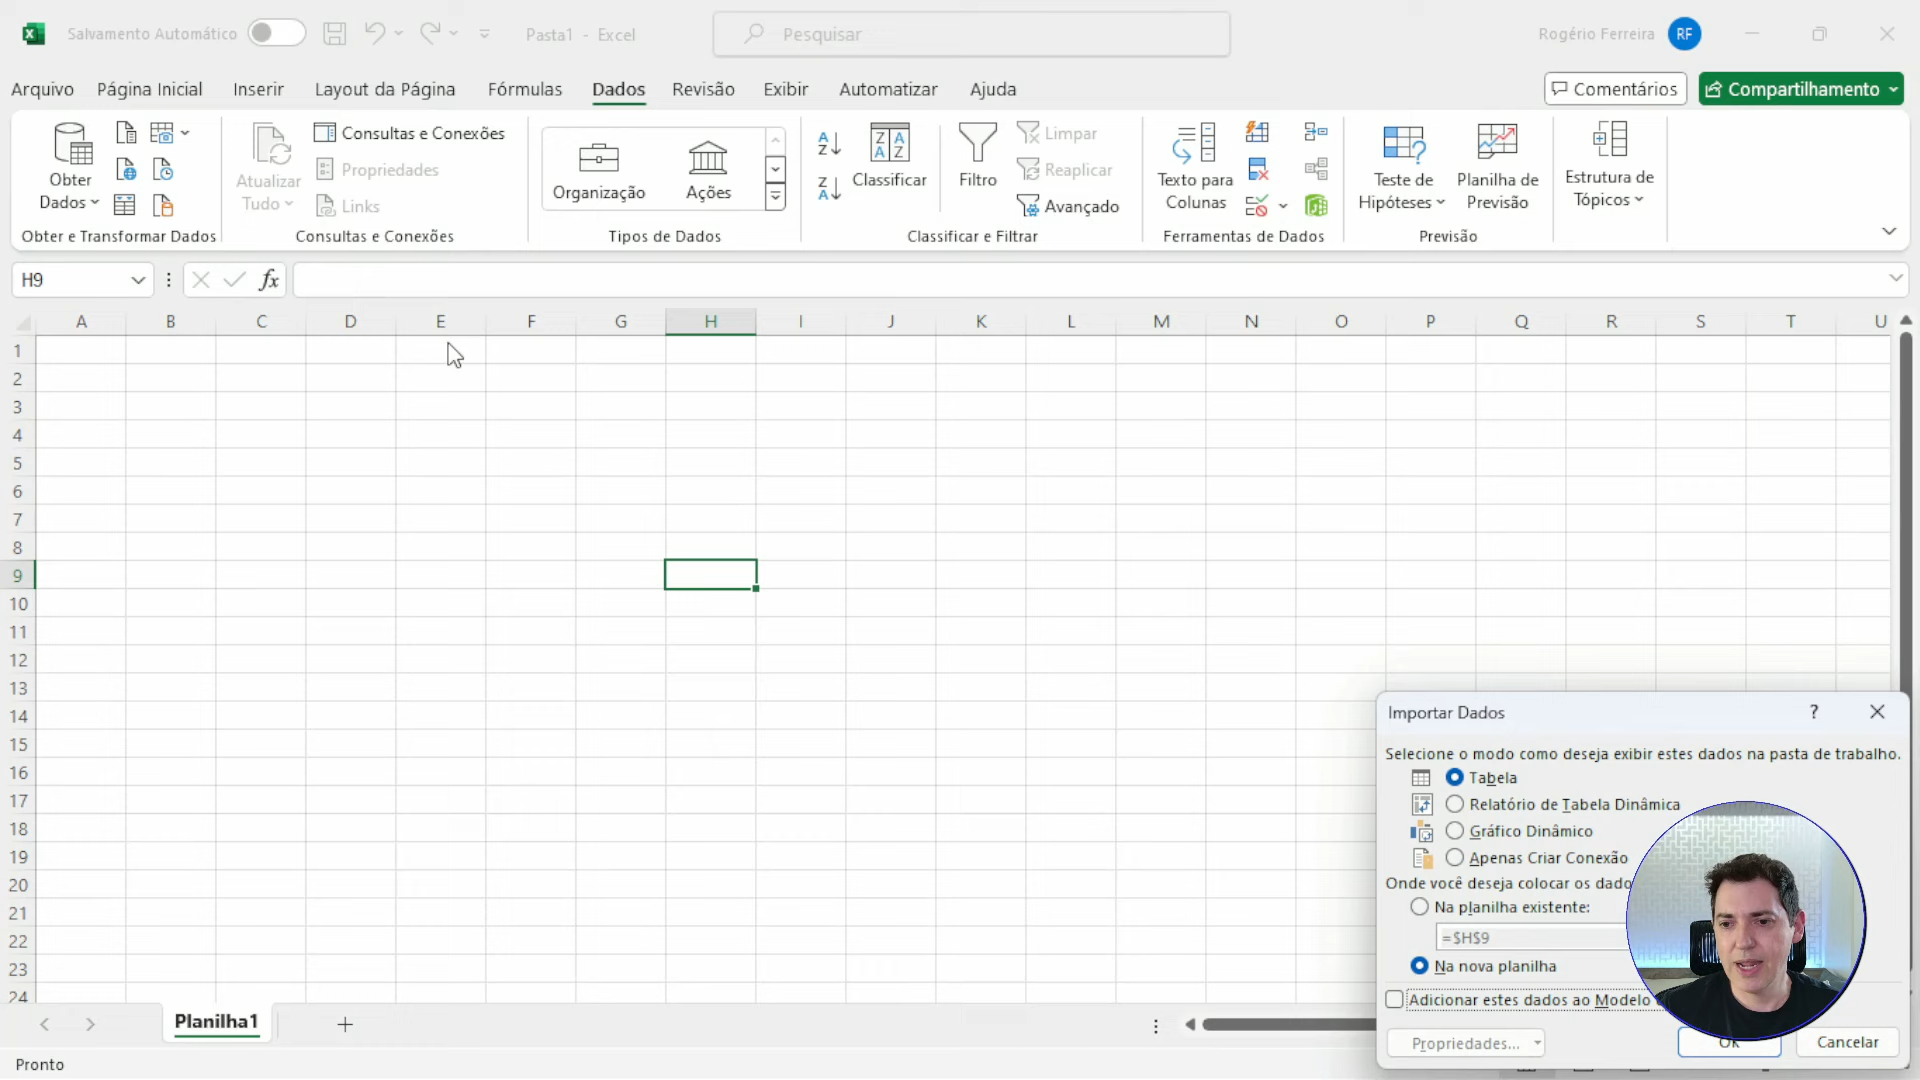 Salvamento Automático
Pasta1 - Excel
Pesquisar
Rogério Ferreira
RF
Arquivo
Página Inicial
Inserir
Layout da Página
Fórmulas
Dados
Revisão
Exibir
Automatizar
Ajuda
Comentários
Compartilhamento
Obter
Dados
Obter e Transformar Dados
Atualizar
Tudo
Consultas e Conexões
Propriedades
Links
Consultas e Conexões
Organização
Ações
Tipos de Dados
Classificar
Filtro
Limpar
Reaplicar
Avançado
Classificar e Filtrar
Texto para
Colunas
Ferramentas de Dados
Teste de
Hipóteses
Planilha de
Previsão
Previsão
Estrutura de
Tópicos
H9
fx
A B C D E F G H I J K L M N O P Q R S T U
1
2
3
4
5
6
7
8
9
10
11
12
13
14
15
16
17
18
19
20
21
22
23
24
Importar Dados
?
Selecione o modo como deseja exibir estes dados na pasta de trabalho.
Tabela
Relatório de Tabela Dinâmica
Gráfico Dinâmico
Apenas Criar Conexão
Onde você deseja colocar os
Na planilha existente:
=$H$9
Na nova planilha
Adicionar estes dados ao Modelo
Propriedades...
OK
Cancelar
Planilha1
Pronto